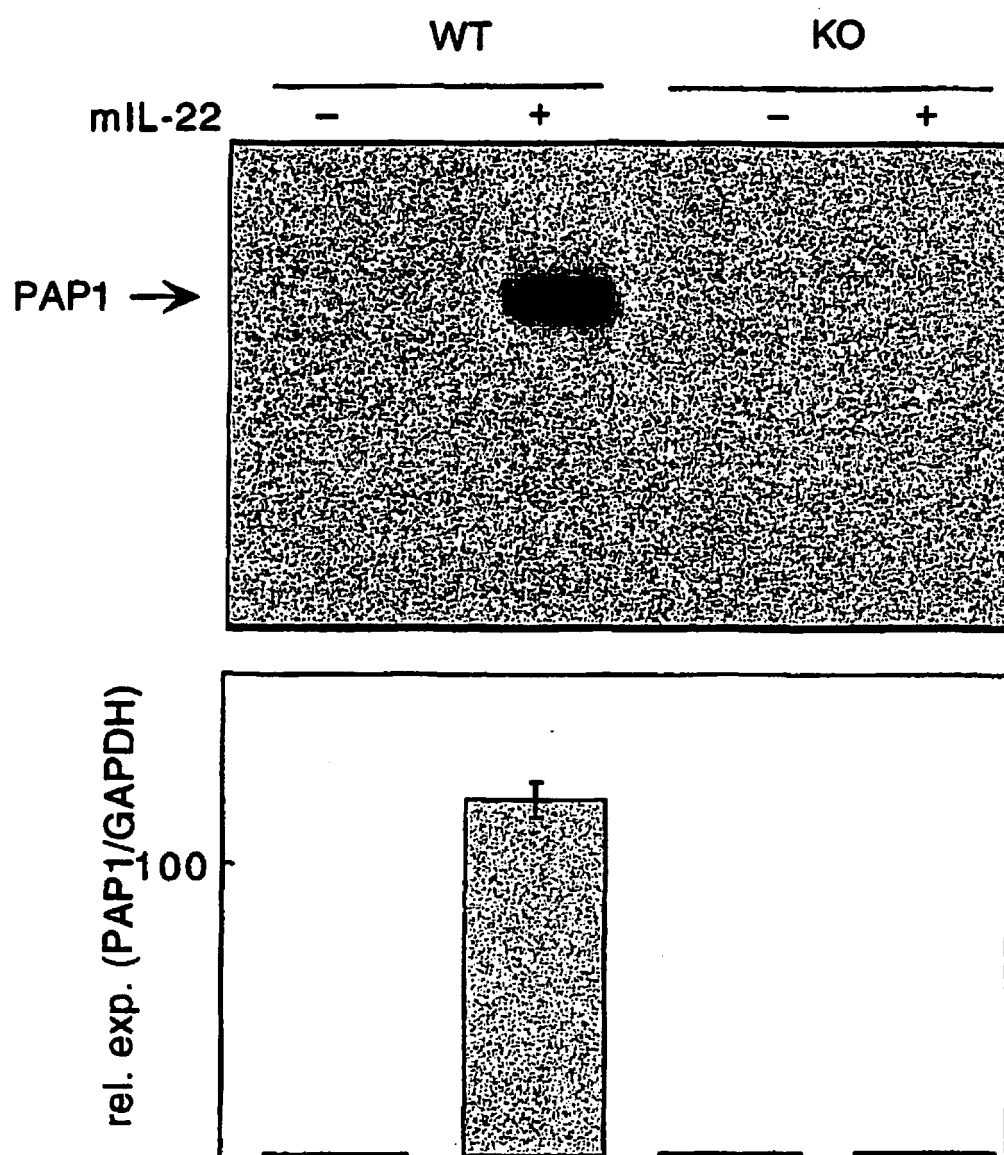 WT KO
mIL-22 − + − +
PAP1 →
rel. exp. (PAP1/GAPDH)
100